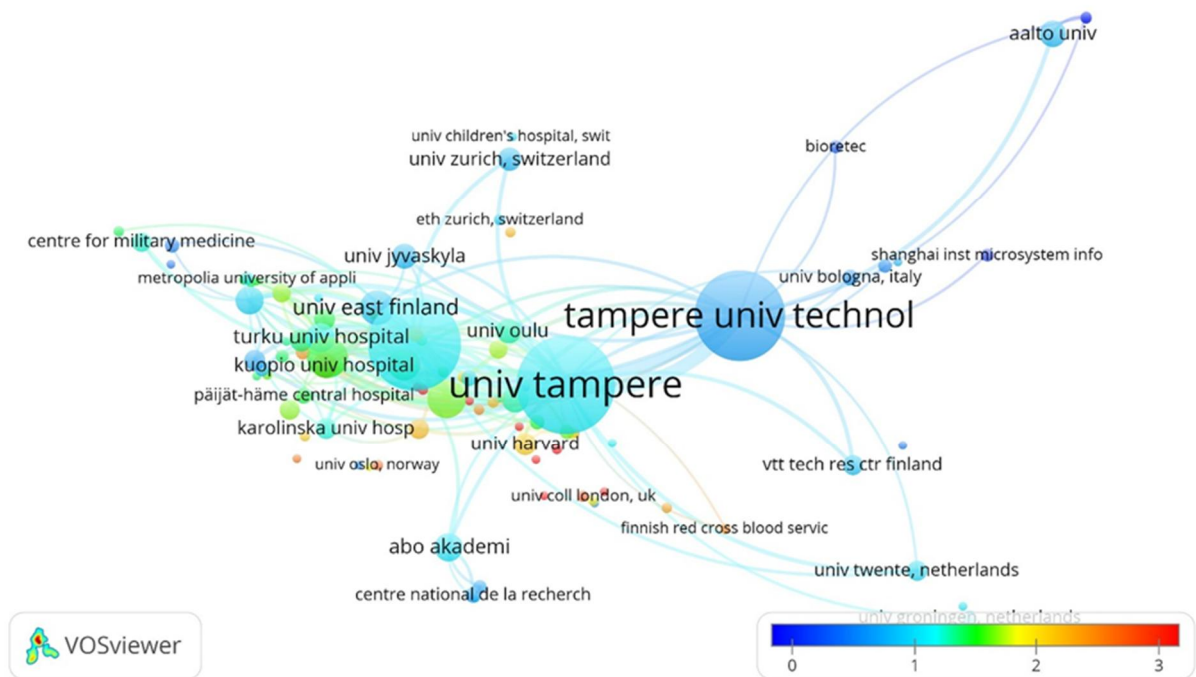 aalto univ
univ children's hospital, swit
bioretec
univ zurich, switzerland
eth zurich, switzerland
centre for military medicine
univ jyvaskyla
shanghai inst microsystem info
metropolia university of appli
univ bologna, italy
univ east finland
tampere univ technol
turku univ hospital
univ oulu
kuopio univ hospital
univ tampere
päijät-häme central hospital
karolinska univ hosp
univ harvard
univ oslo, norway
vtt tech res ctr finland
univ coll london, uk
finnish red cross blood servic
abo akademi
univ twente, netherlands
centre national de la recherch
univ groningen, netherlands
VOSviewer
0 1 2 3